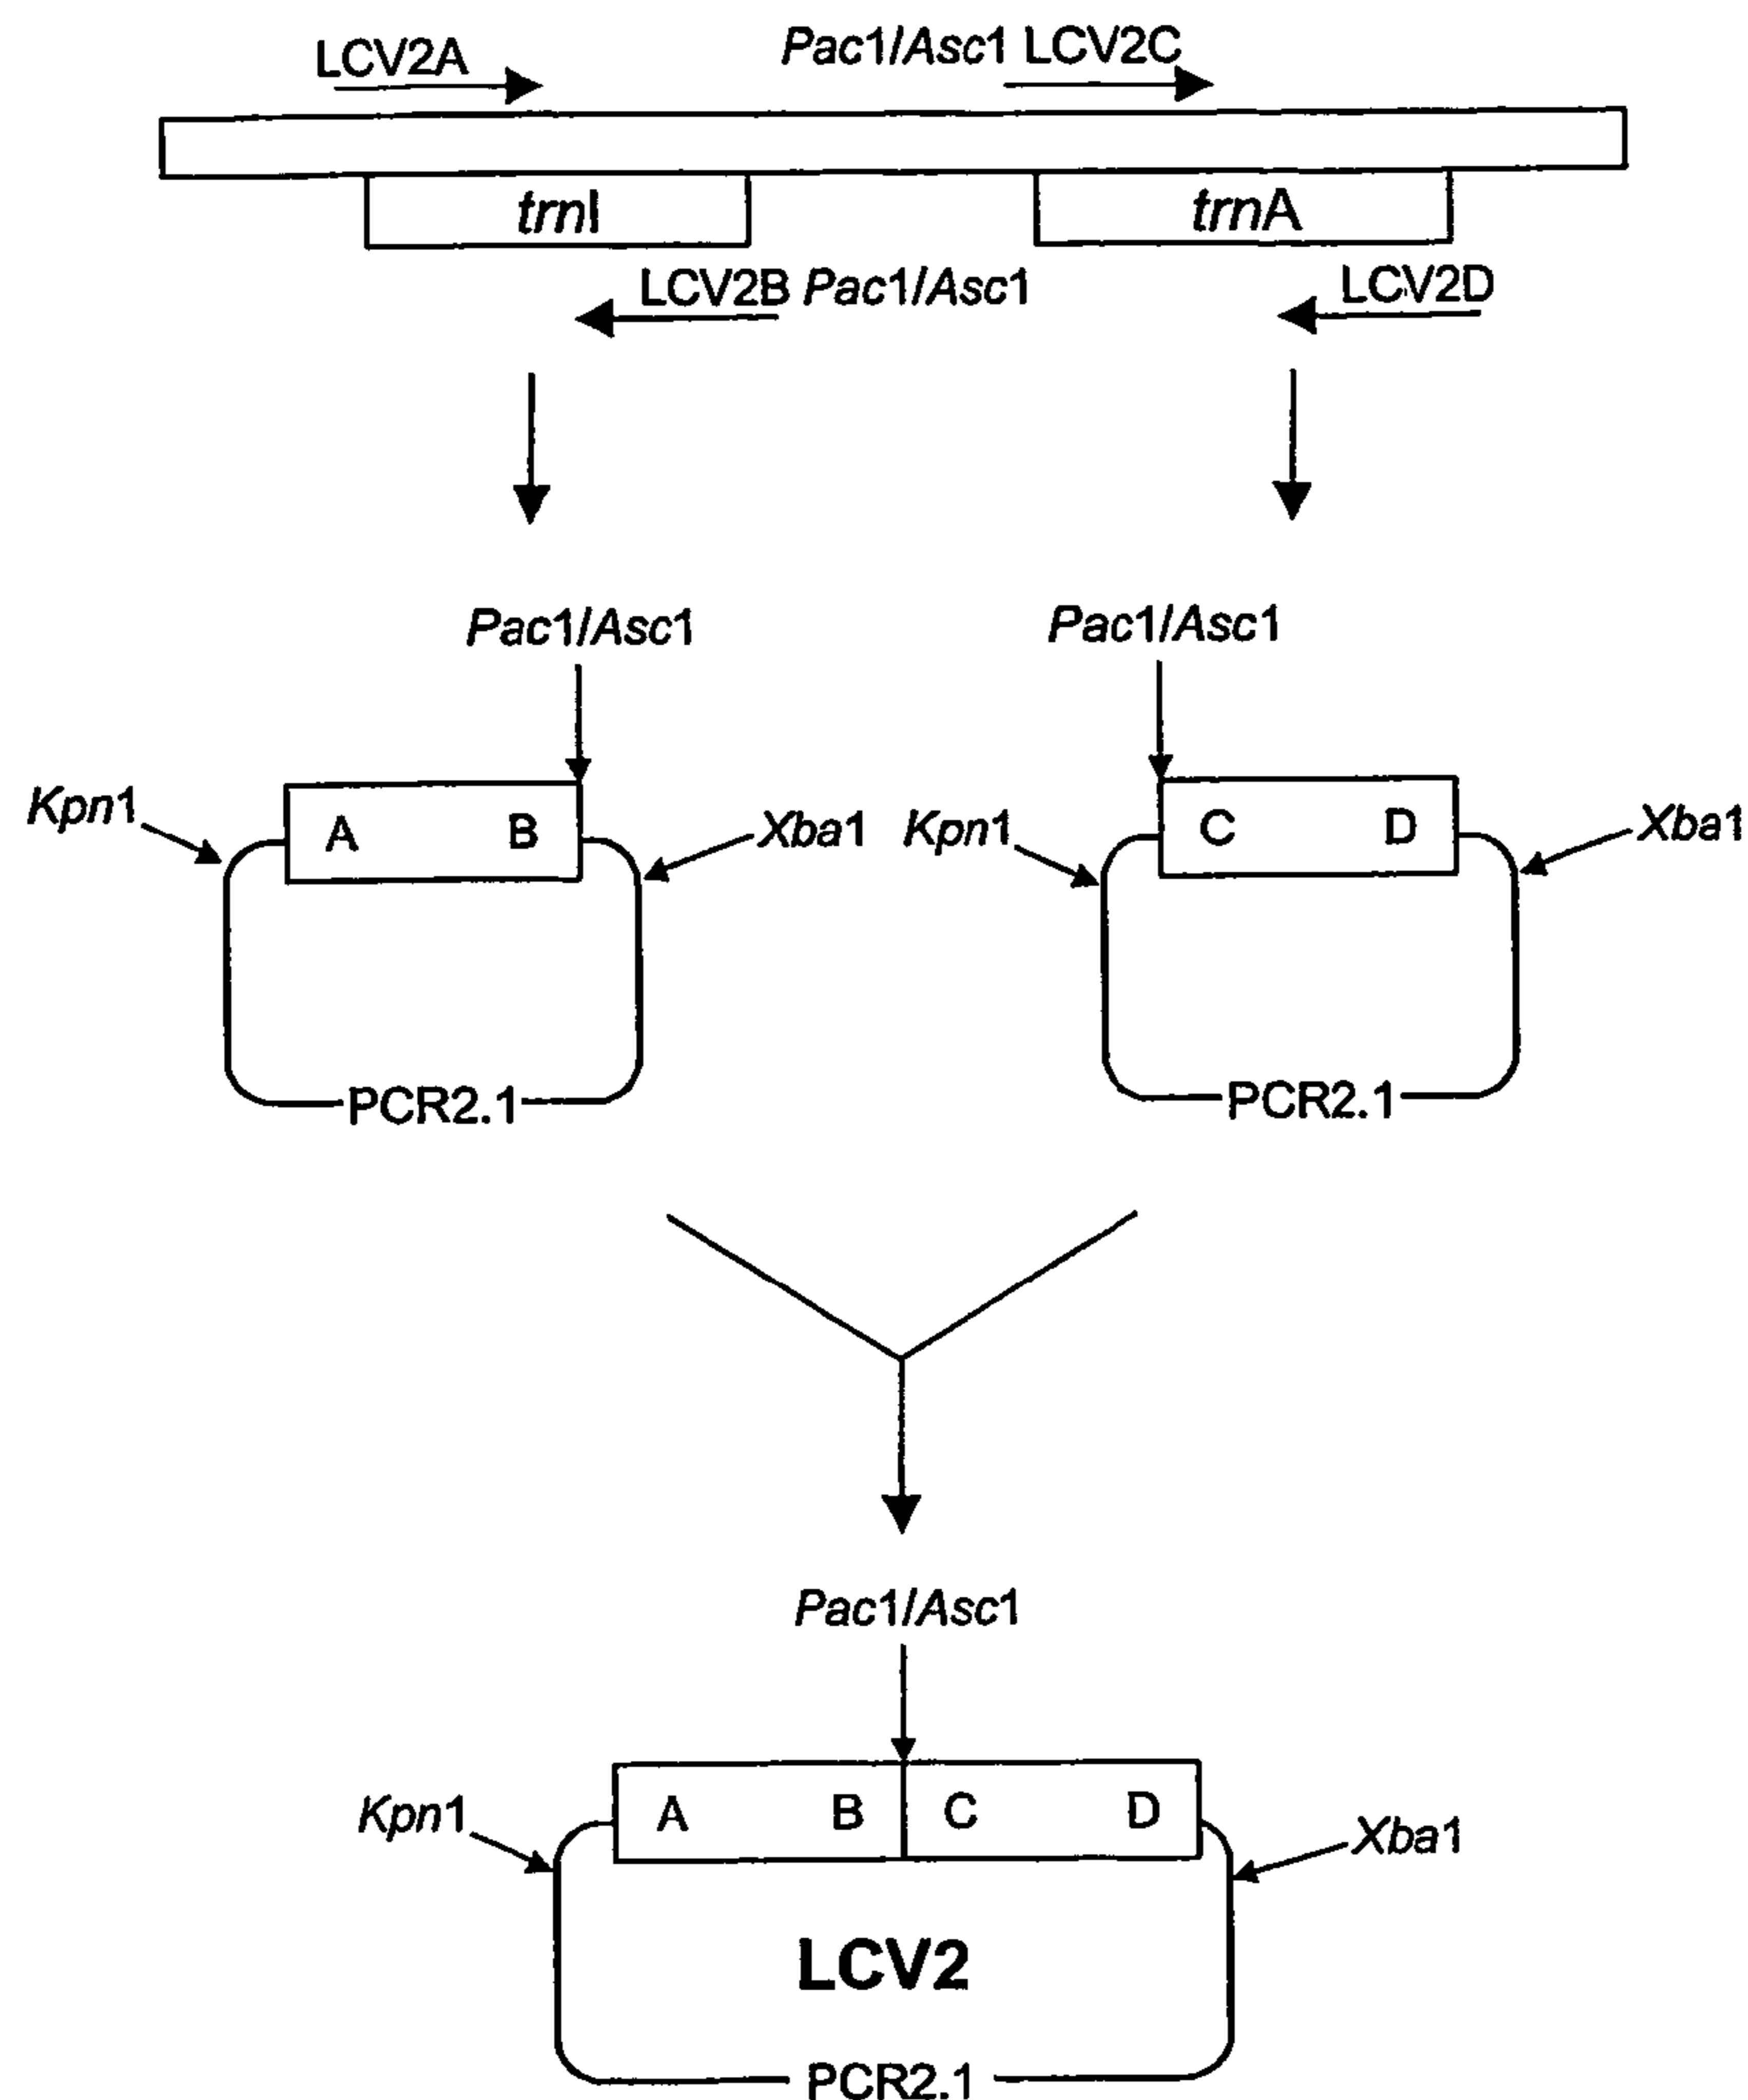 LCV2A
Pac1/Asc1 LCV2C
trnI
trnA
LCV2B Pac1/Asc1
LCV2D
Pac1/Asc1
Pac1/Asc1
Kpn1
A
B
Xba1
Kpn1
C
D
Xba1
PCR2.1
PCR2.1
Pac1/Asc1
Kpn1
A
B
C
D
Xba1
LCV2
PCR2.1